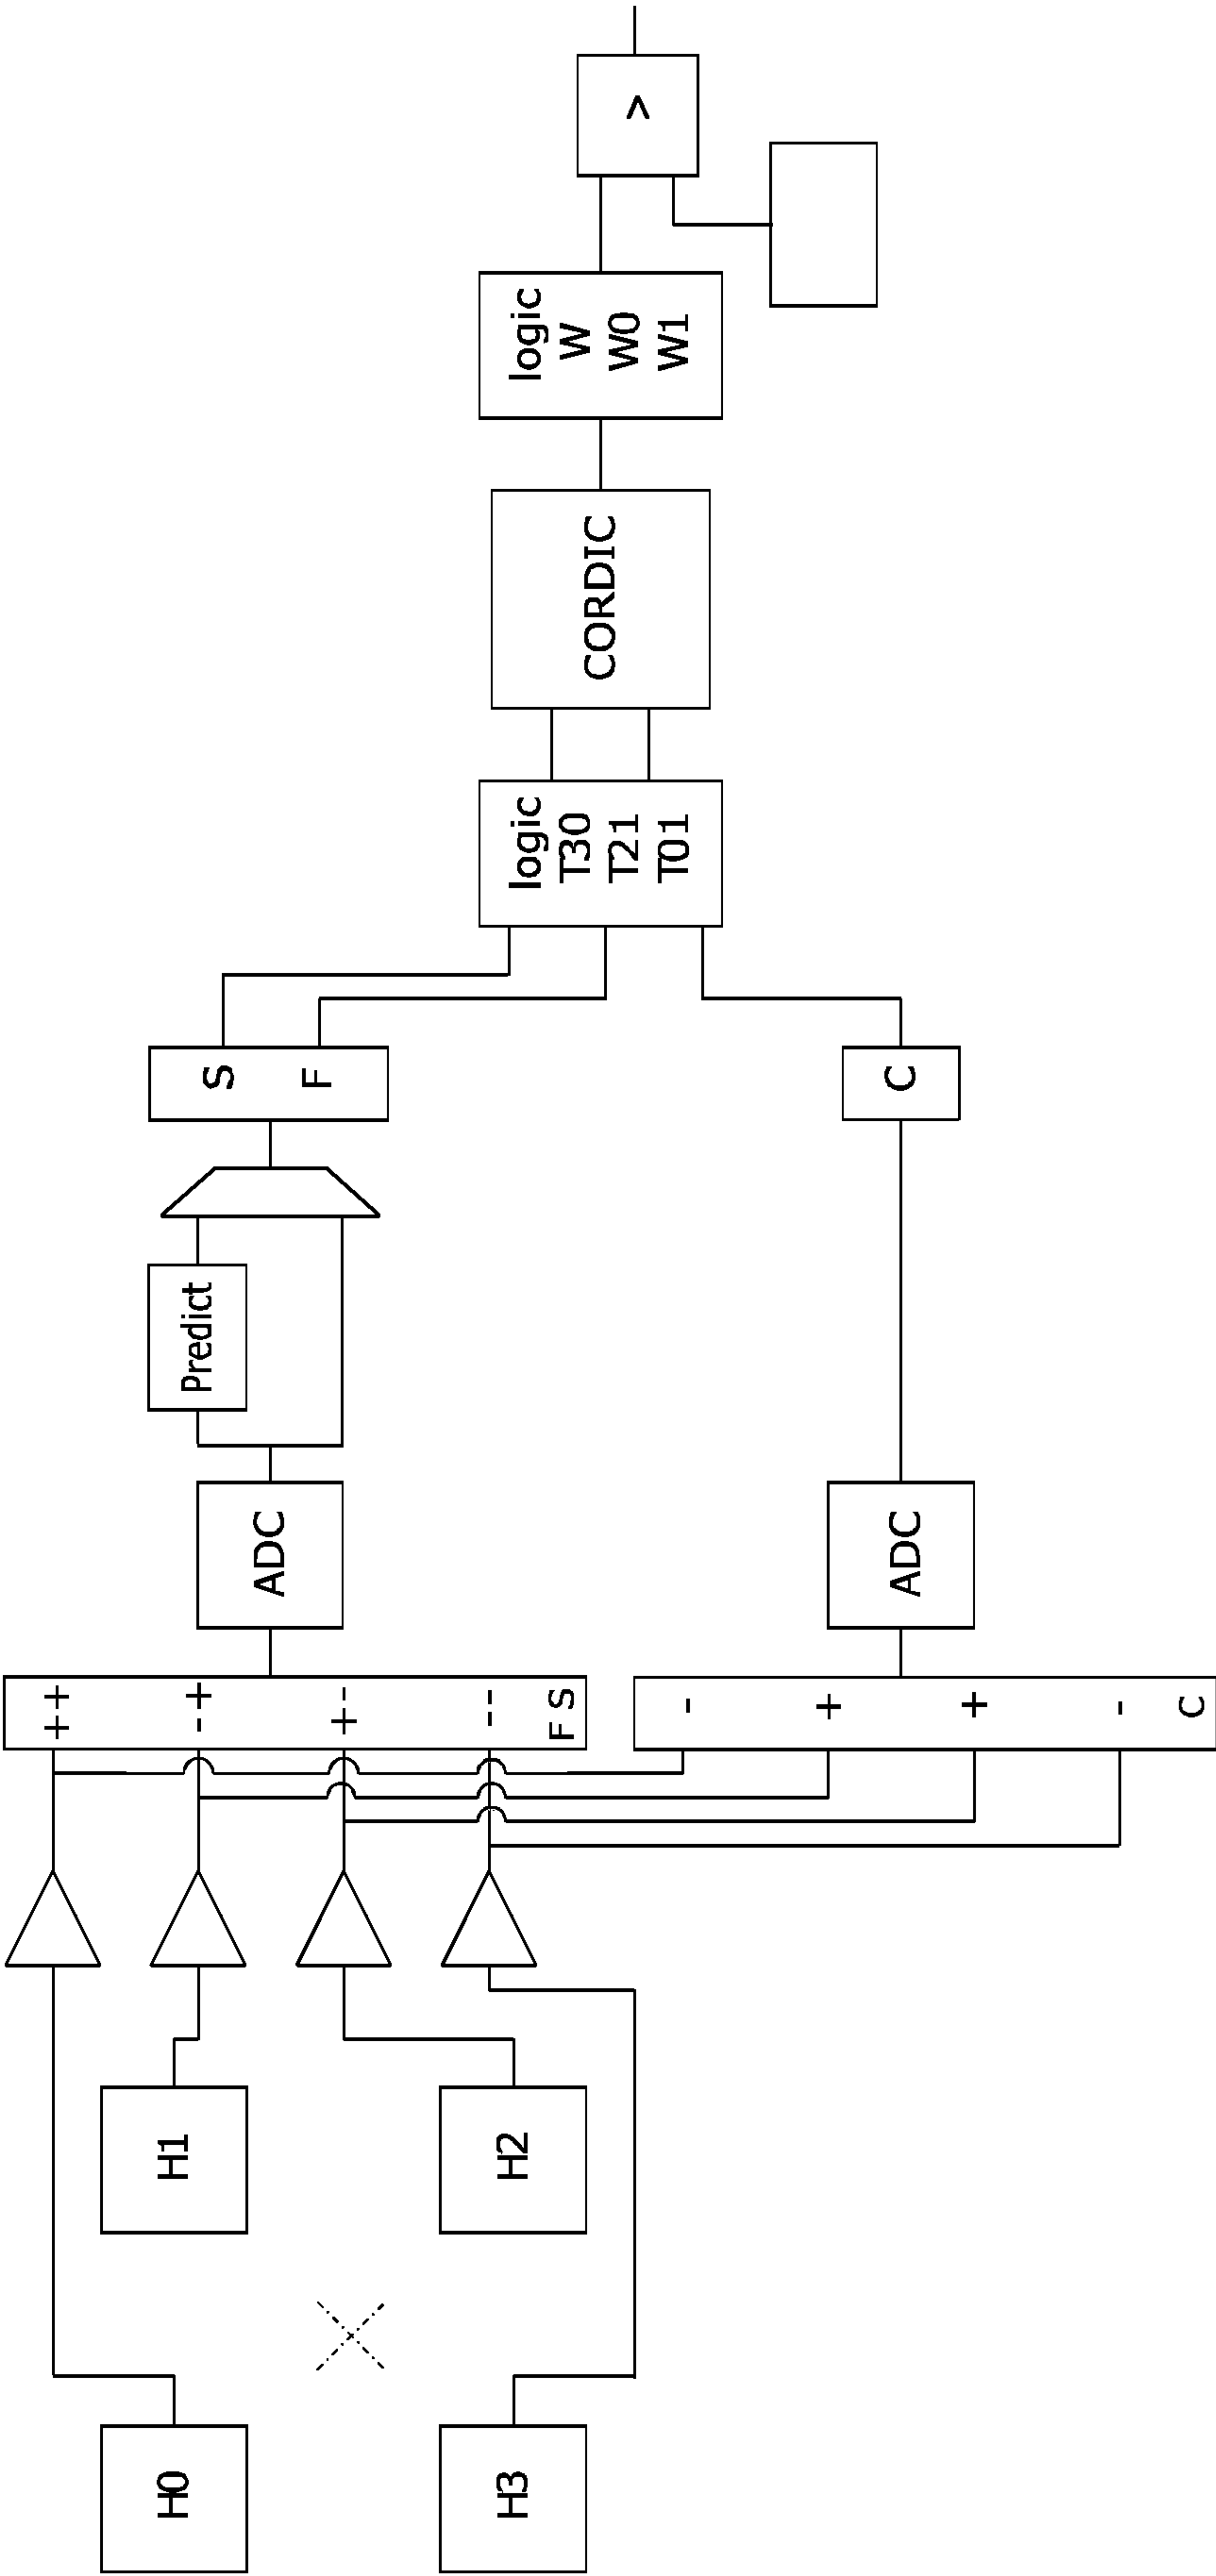 H0
H1
H3
H2
++
-+
+-
--
F S
-
+
+
-
C
ADC
ADC
Predict
S
F
C
logic
T30
T21
T01
CORDIC
logic
W
W0
W1
>